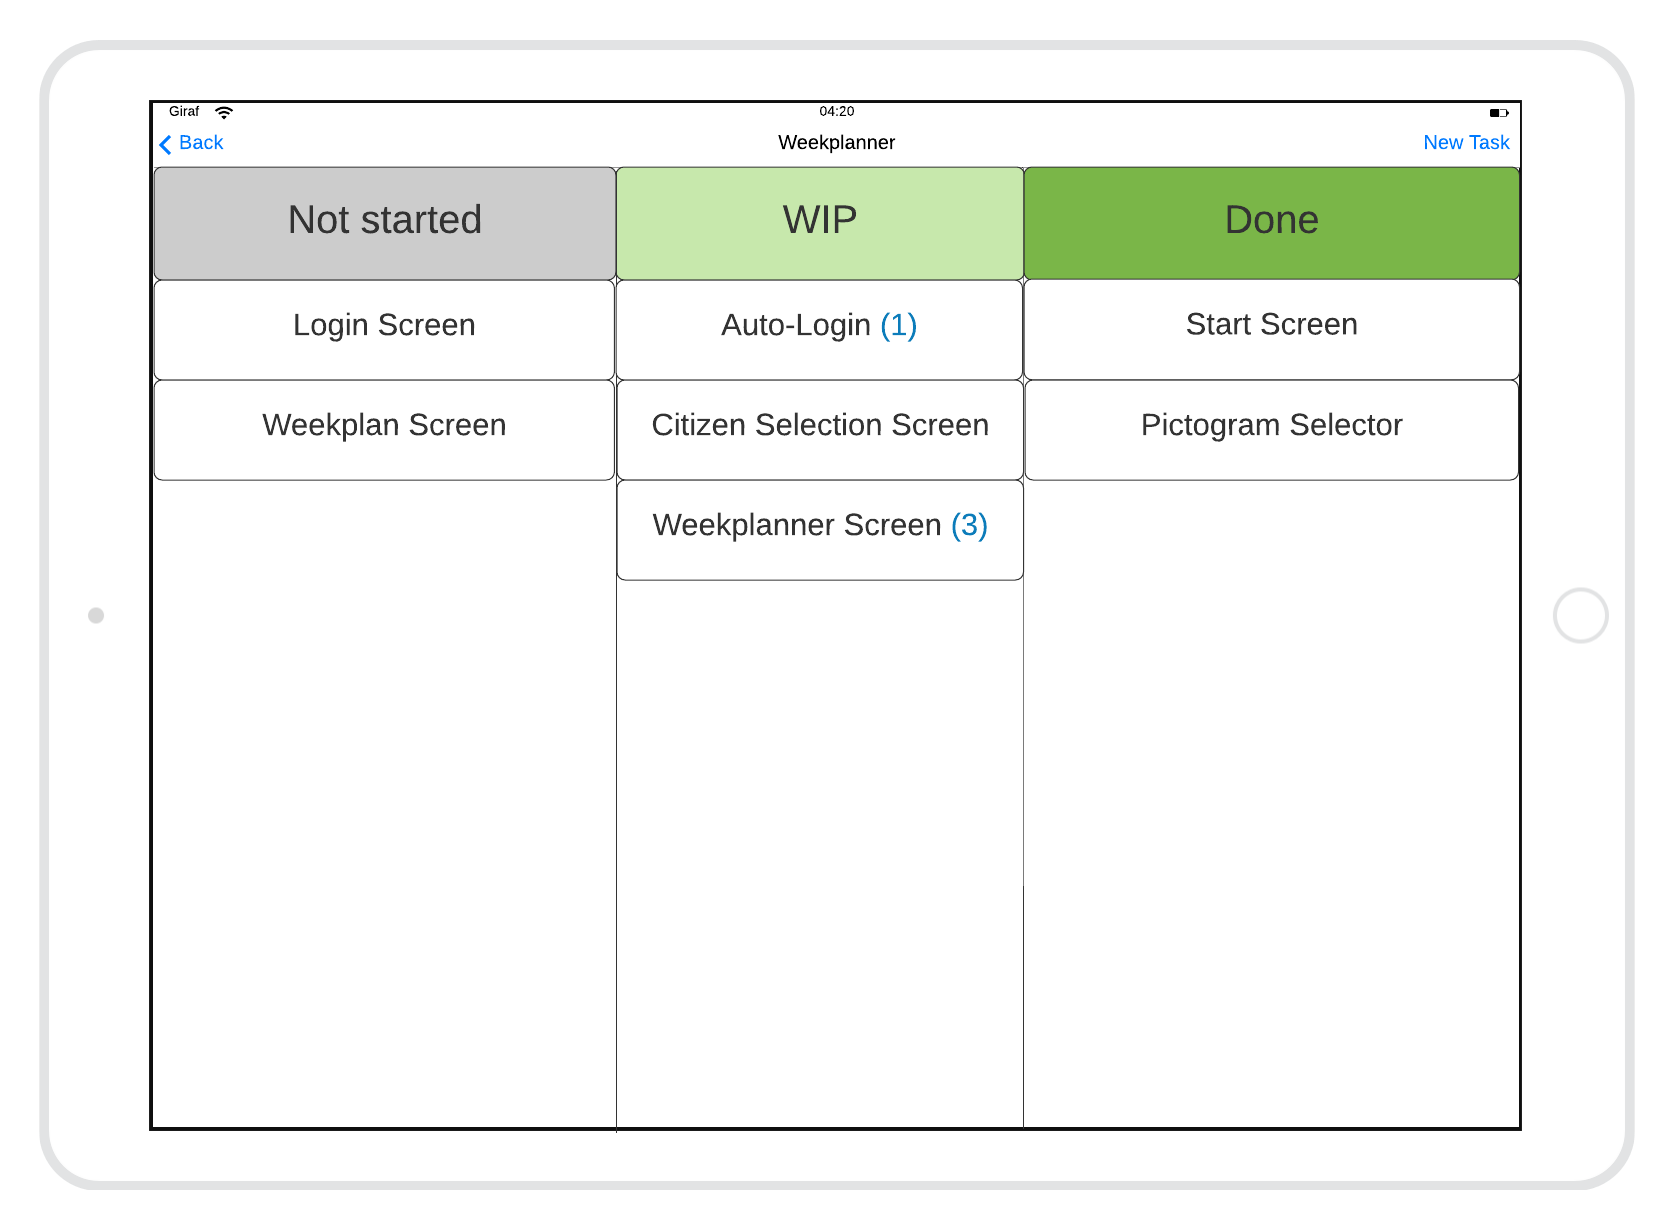 Giraf 04:20
Back Weekplanner New Task
Not started WIP Done
Login Screen Auto-Login (1) Start Screen
Weekplan Screen Citizen Selection Screen Pictogram Selector
Weekplanner Screen (3)